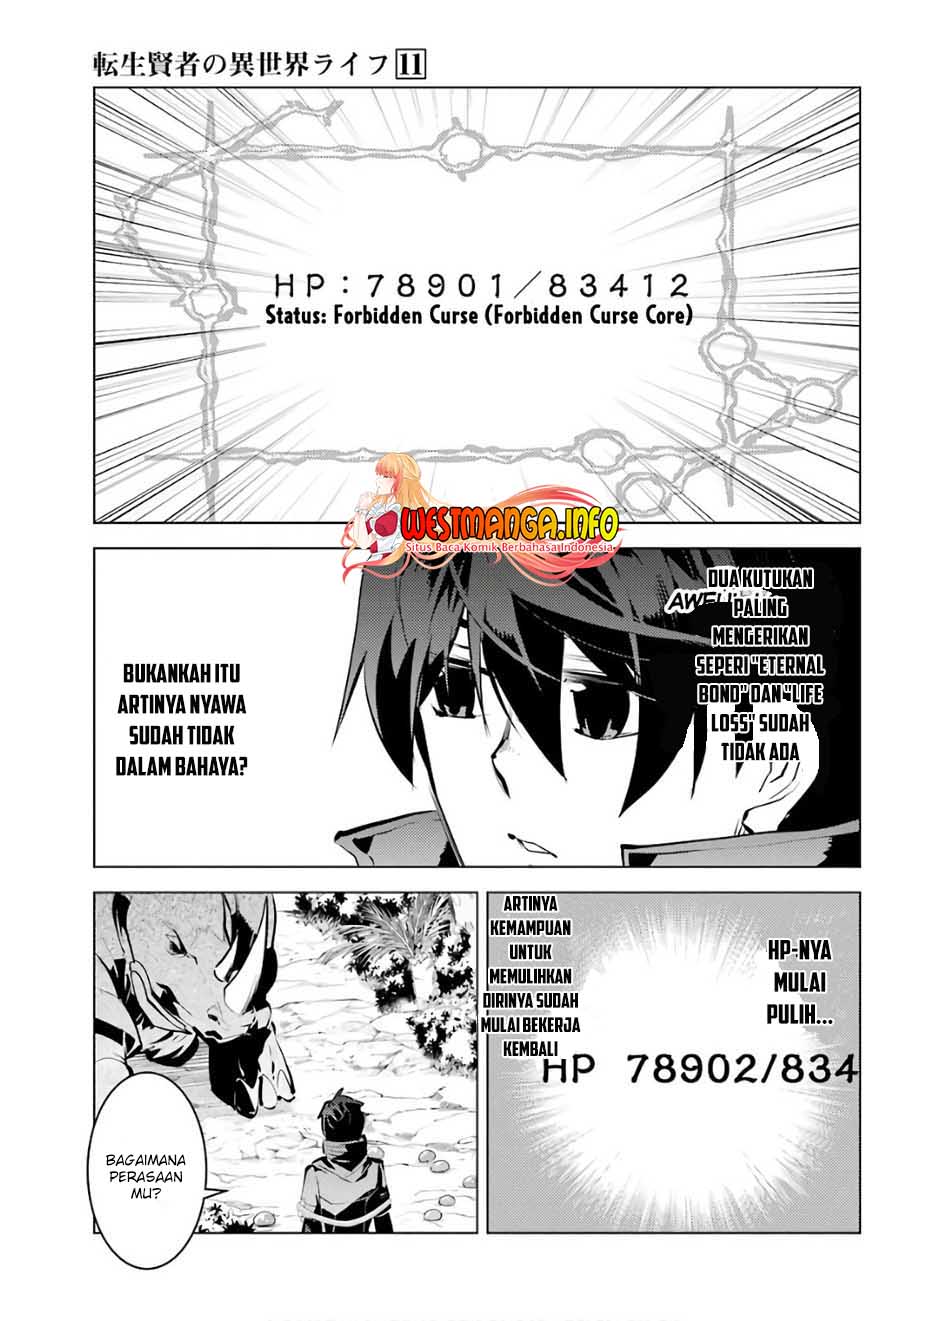 転生賢者の異世界ライフ 11
HP:78901/83412
Status: Forbidden Curse (Forbidden Curse Core)
WESTMANGA.INFO
Situs Baca Komik Berbahasa Indonesia
DUA KUTUKAN
PALING
MENGERIKAN
SEPERI "ETERNAL
BOND" DAN "LIFE
LOSS" SUDAH
TIDAK ADA
BUKANKAH ITU
ARTINYA NYAWA
SUDAH TIDAK
DALAM BAHAYA?
HP-NYA
MULAI
PULIH...
ARTINYA
KEMAMPUAN
UNTUK
MEMULIHKAN
DIRINYA SUDAH
MULAI BEKERJA
KEMBALI
HP 78902/834
BAGAIMANA
PERASAAN
MU?